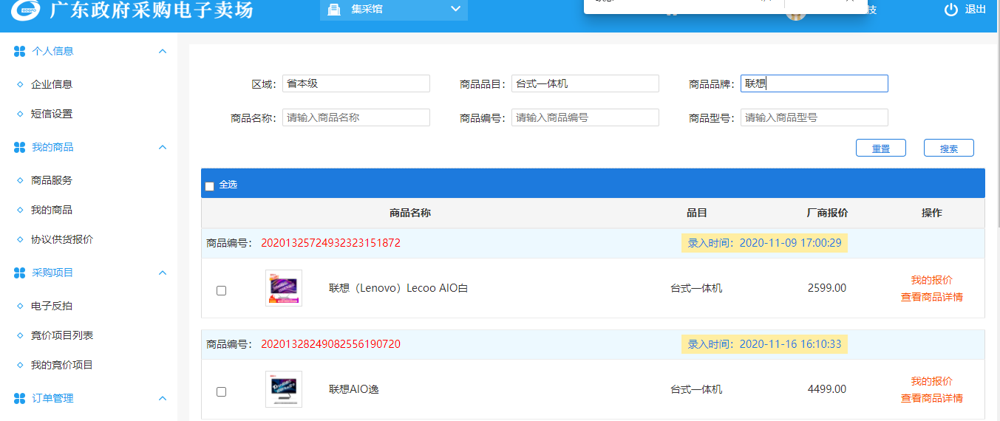 广东政府采购电子卖场
集采馆
技
退出
个人信息
企业信息
短信设置
我的商品
商品服务
我的商品
协议供货报价
采购项目
电子反拍
竞价项目列表
我的竞价项目
订单管理
区域： 省本级 商品品目： 台式一体机 商品品牌： 联想
商品名称： 请输入商品名称 商品编号： 请输入商品编号 商品型号： 请输入商品型号
重置 搜索
全选
商品名称 品目 厂商报价 操作
商品编号： 20201325724932323151872 录入时间：2020-11-09 17:00:29
联想（Lenovo）Lecoo AIO白 台式一体机 2599.00 我的报价
查看商品详情
商品编号： 20201328249082556190720 录入时间：2020-11-16 16:10:33
联想AIO逸 台式一体机 4499.00 我的报价
查看商品详情